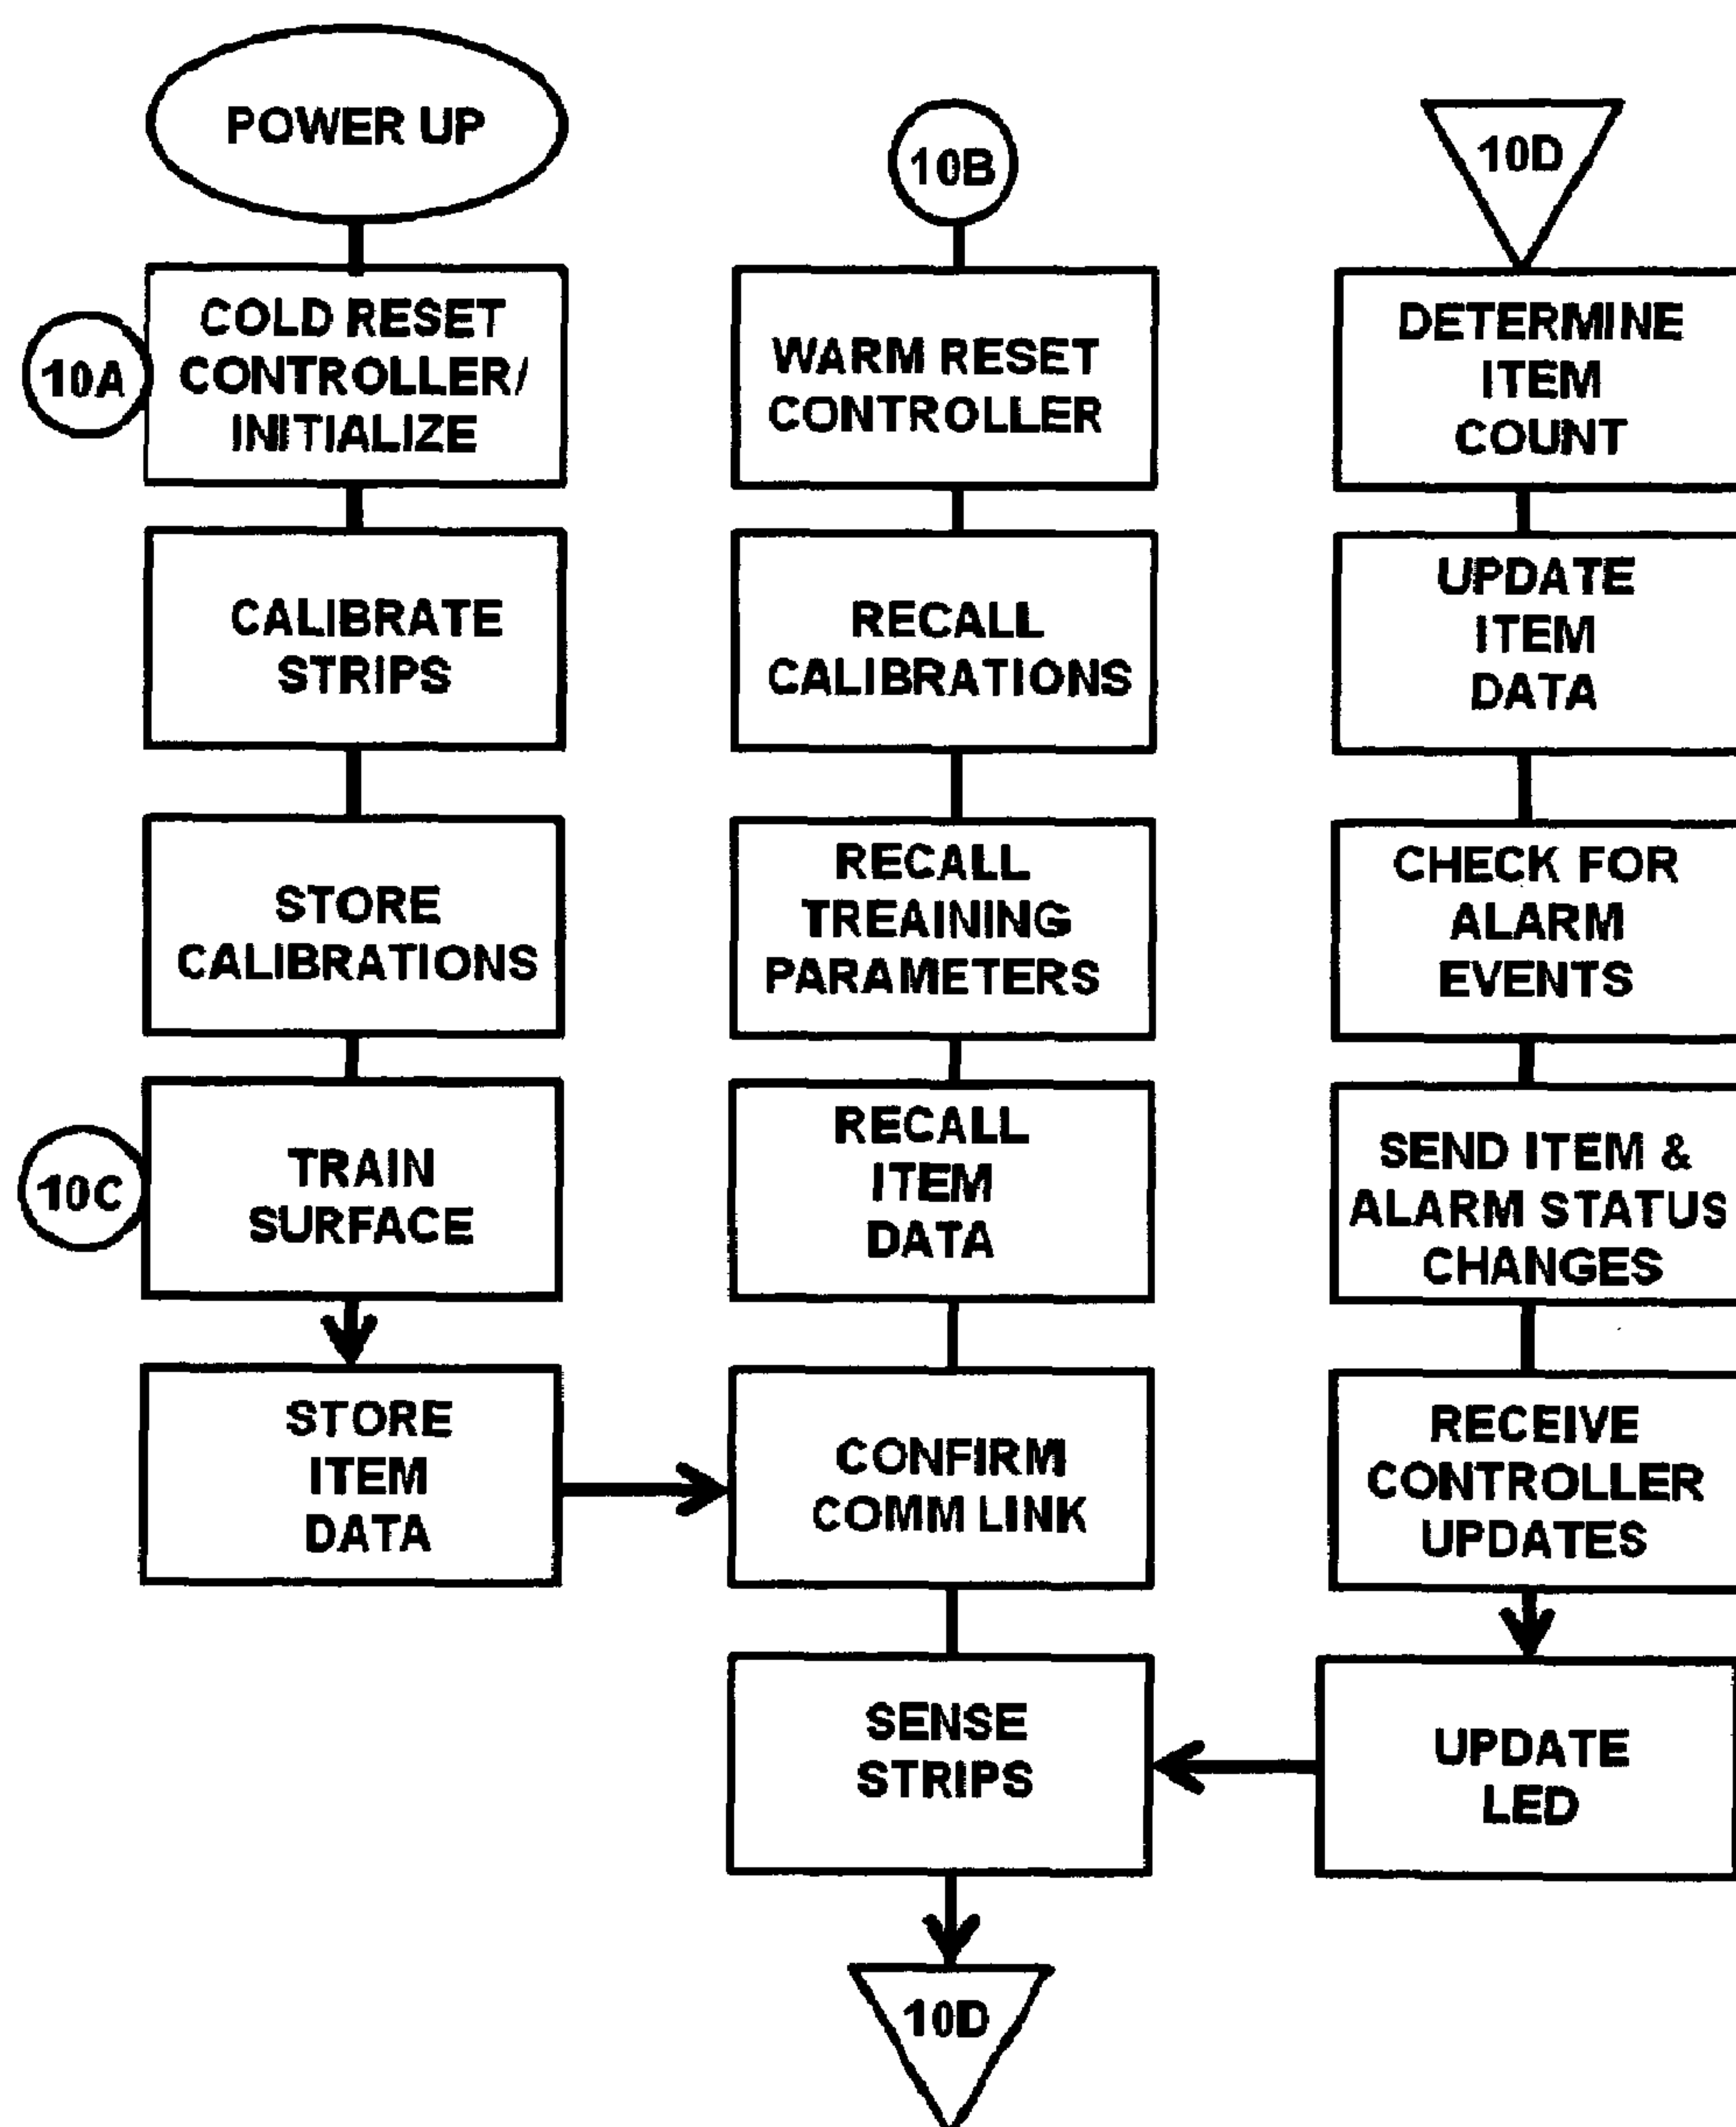 POWER UP
10A
COLD RESET
CONTROLLER/
INITIALIZE
CALIBRATE
STRIPS
STORE
CALIBRATIONS
10C
TRAIN
SURFACE
STORE
ITEM
DATA
10B
WARM RESET
CONTROLLER
RECALL
CALIBRATIONS
RECALL
TREAINING
PARAMETERS
RECALL
ITEM
DATA
CONFIRM
COMM LINK
SENSE
STRIPS
10D
10D
DETERMINE
ITEM
COUNT
UPDATE
ITEM
DATA
CHECK FOR
ALARM
EVENTS
SEND ITEM &
ALARM STATUS
CHANGES
RECEIVE
CONTROLLER
UPDATES
UPDATE
LED